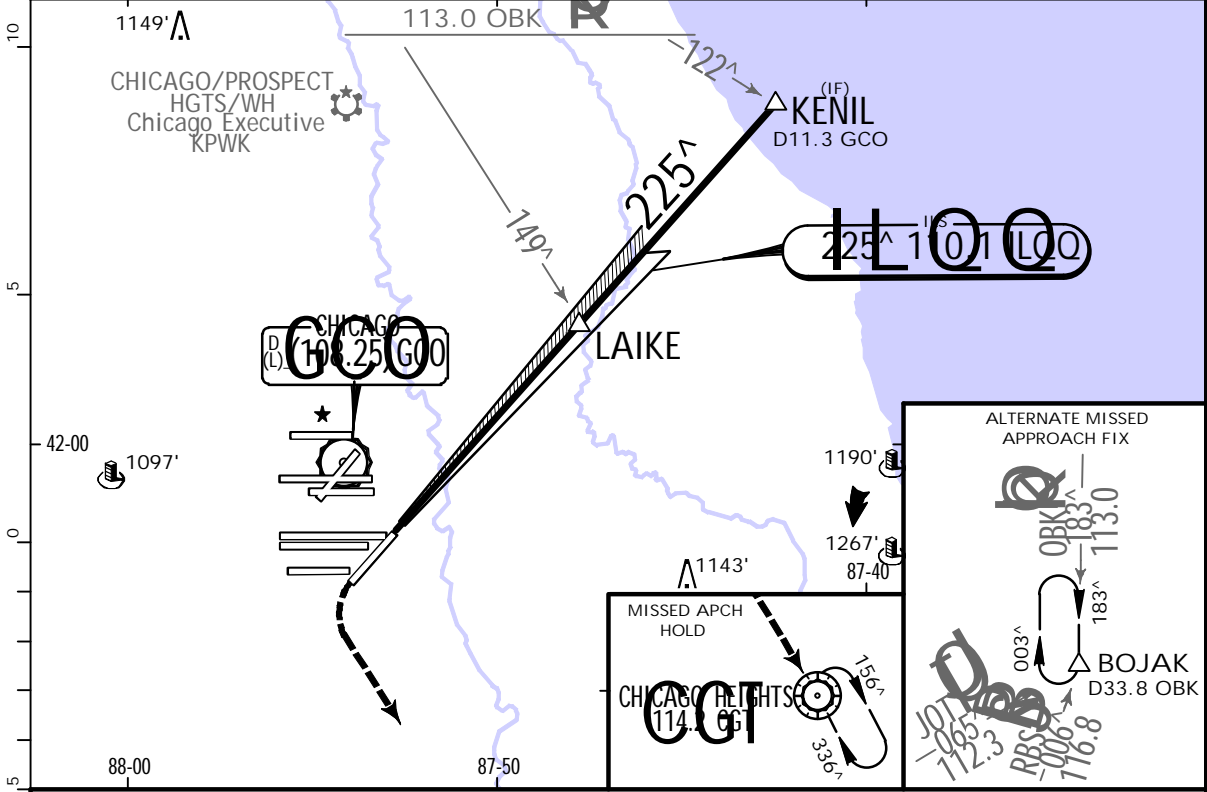 10
1149'
113.0 OBK
CHICAGO/PROSPECT
HGTS/WH
Chicago Executive
KPWK
-122^
(IF)
KENIL
D11.3 GCO
225^
149^
ILS
225^ 110.1 ILQQ
ILQQ
5
CHICAGO
D
(L) (108.25) GCO
GCO
LAIKE
42-00
1097'
0
1190'
1267'
87-40
1143'
ALTERNATE MISSED
APPROACH FIX
OBK
183^
113.0
183^
003^
BOJAK
D33.8 OBK
JOT
-065^
112.3
RBS
-006^
116.8
MISSED APCH
HOLD
CHICAGO HEIGHTS
114.2 CGT
CGT
156^
336^
5
88-00
87-50